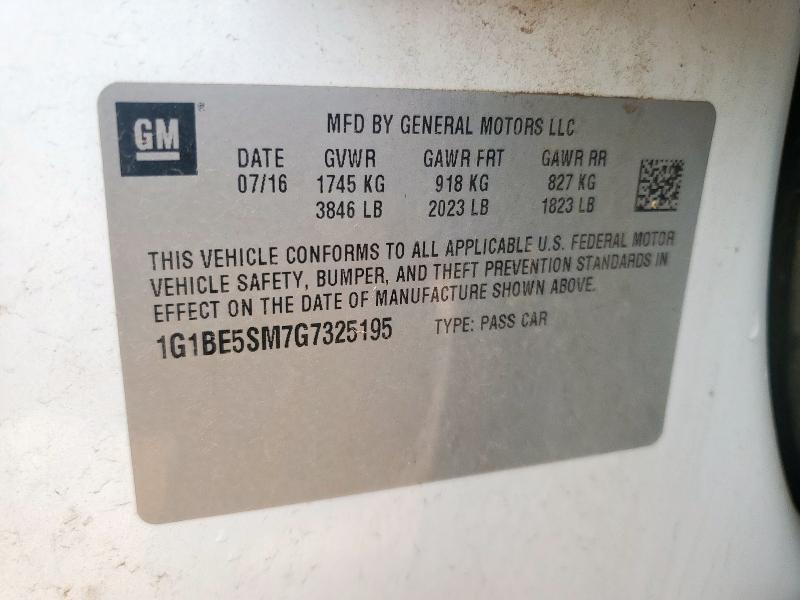 GM ®
MFD BY GENERAL MOTORS LLC
DATE GVWR GAWR FRT GAWR RR
07/16 1745 KG 918 KG 827 KG
3846 LB 2023 LB 1823 LB
THIS VEHICLE CONFORMS TO ALL APPLICABLE U.S. FEDERAL MOTOR
VEHICLE SAFETY, BUMPER, AND THEFT PREVENTION STANDARDS IN
EFFECT ON THE DATE OF MANUFACTURE SHOWN ABOVE.
1G1BE5SM7G7325195 TYPE: PASS CAR